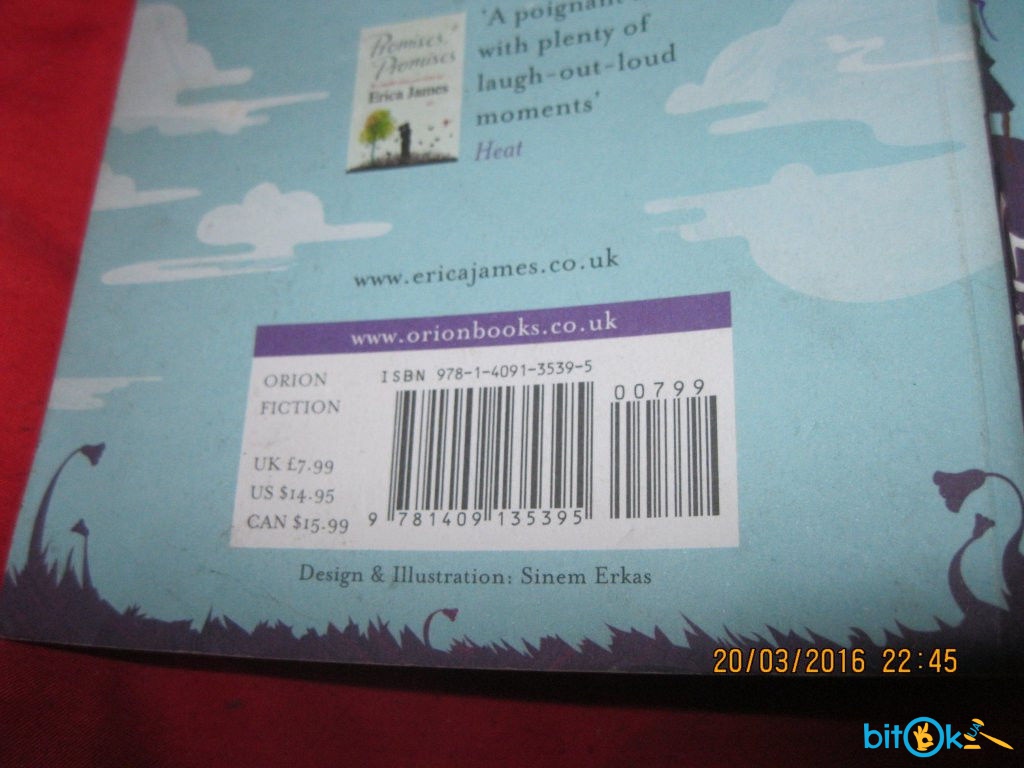 Promises,
Promises
Erica James
'A poignant
with plenty of
laugh-out-loud
moments'
Heat
www.ericajames.co.uk
www.orionbooks.co.uk
ORION
FICTION
UK £7.99
US $14.95
CAN $15.99
ISBN 978-1-4091-3539-5
9 781409 135395
00799
Design & Illustration: Sinem Erkas
20/03/2016 22:45
bitOk
UA